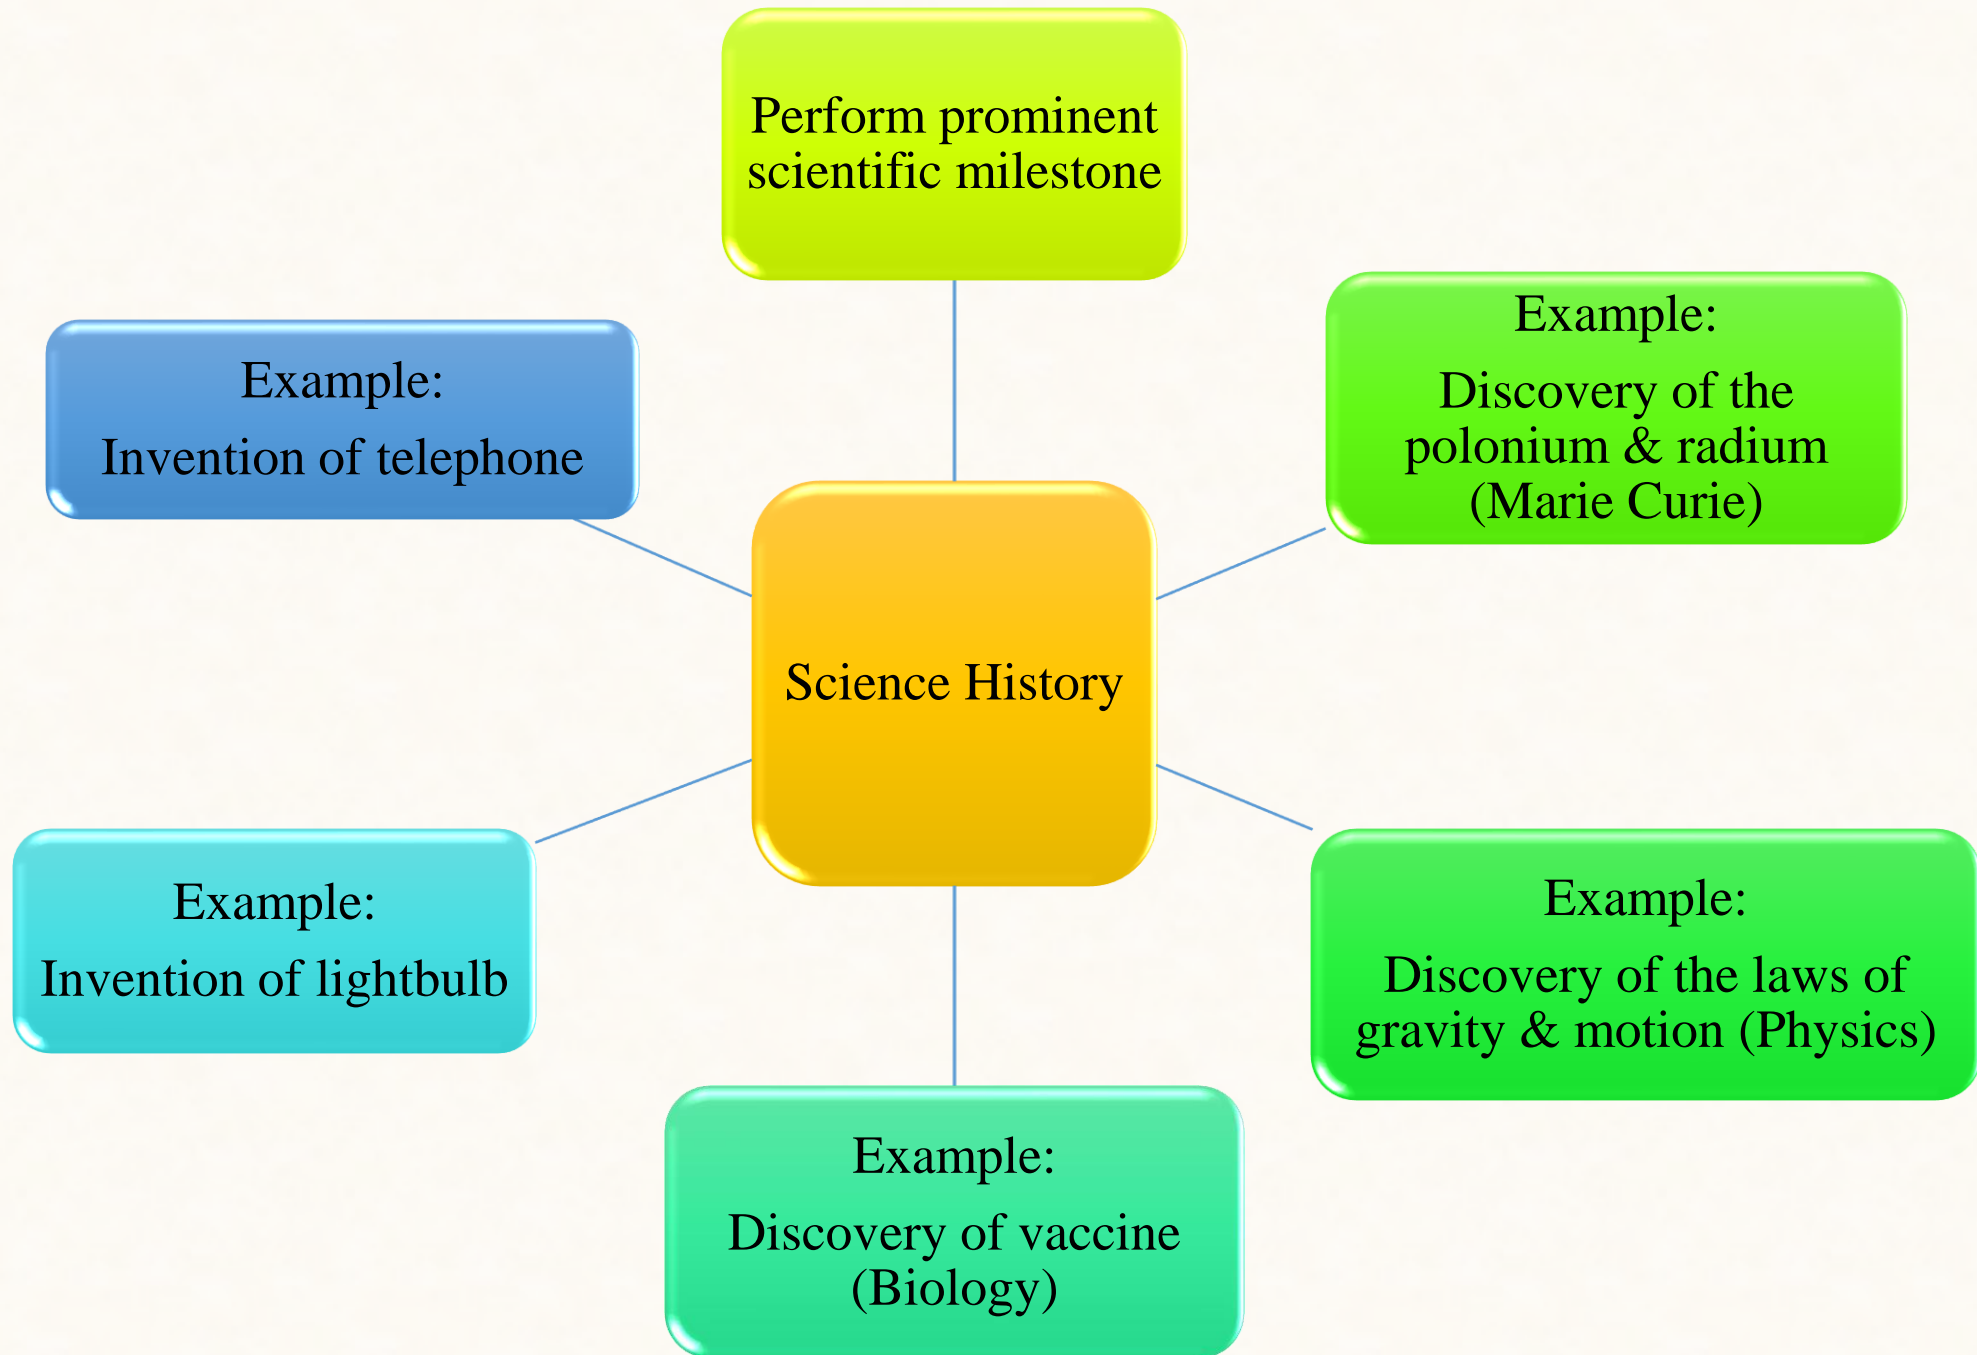 Perform prominent
scientific milestone
Example:
Discovery of the
polonium & radium
(Marie Curie)
Example:
Invention of telephone
Science History
Example:
Discovery of the laws of
gravity & motion (Physics)
Example:
Invention of lightbulb
Example:
Discovery of vaccine
(Biology)